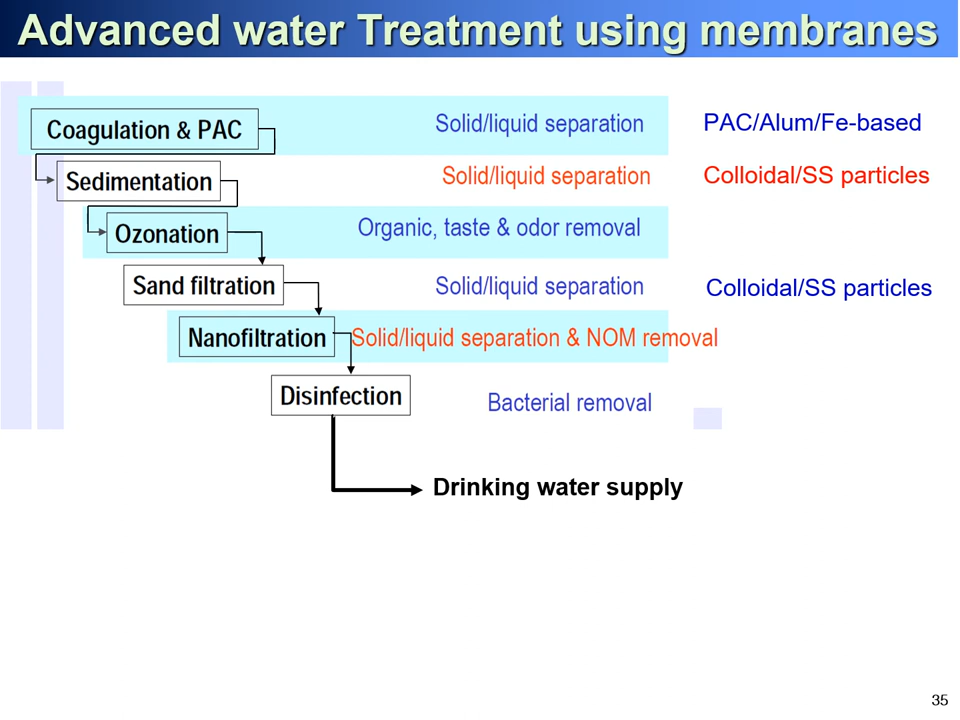 Advanced water Treatment using membranes
Coagulation & PAC Solid/liquid separation PAC/Alum/Fe-based
Sedimentation Solid/liquid separation Colloidal/SS particles
Ozonation Organic, taste & odor removal
Sand filtration Solid/liquid separation Colloidal/SS particles
Nanofiltration Solid/liquid separation & NOM removal
Disinfection Bacterial removal
Drinking water supply
35